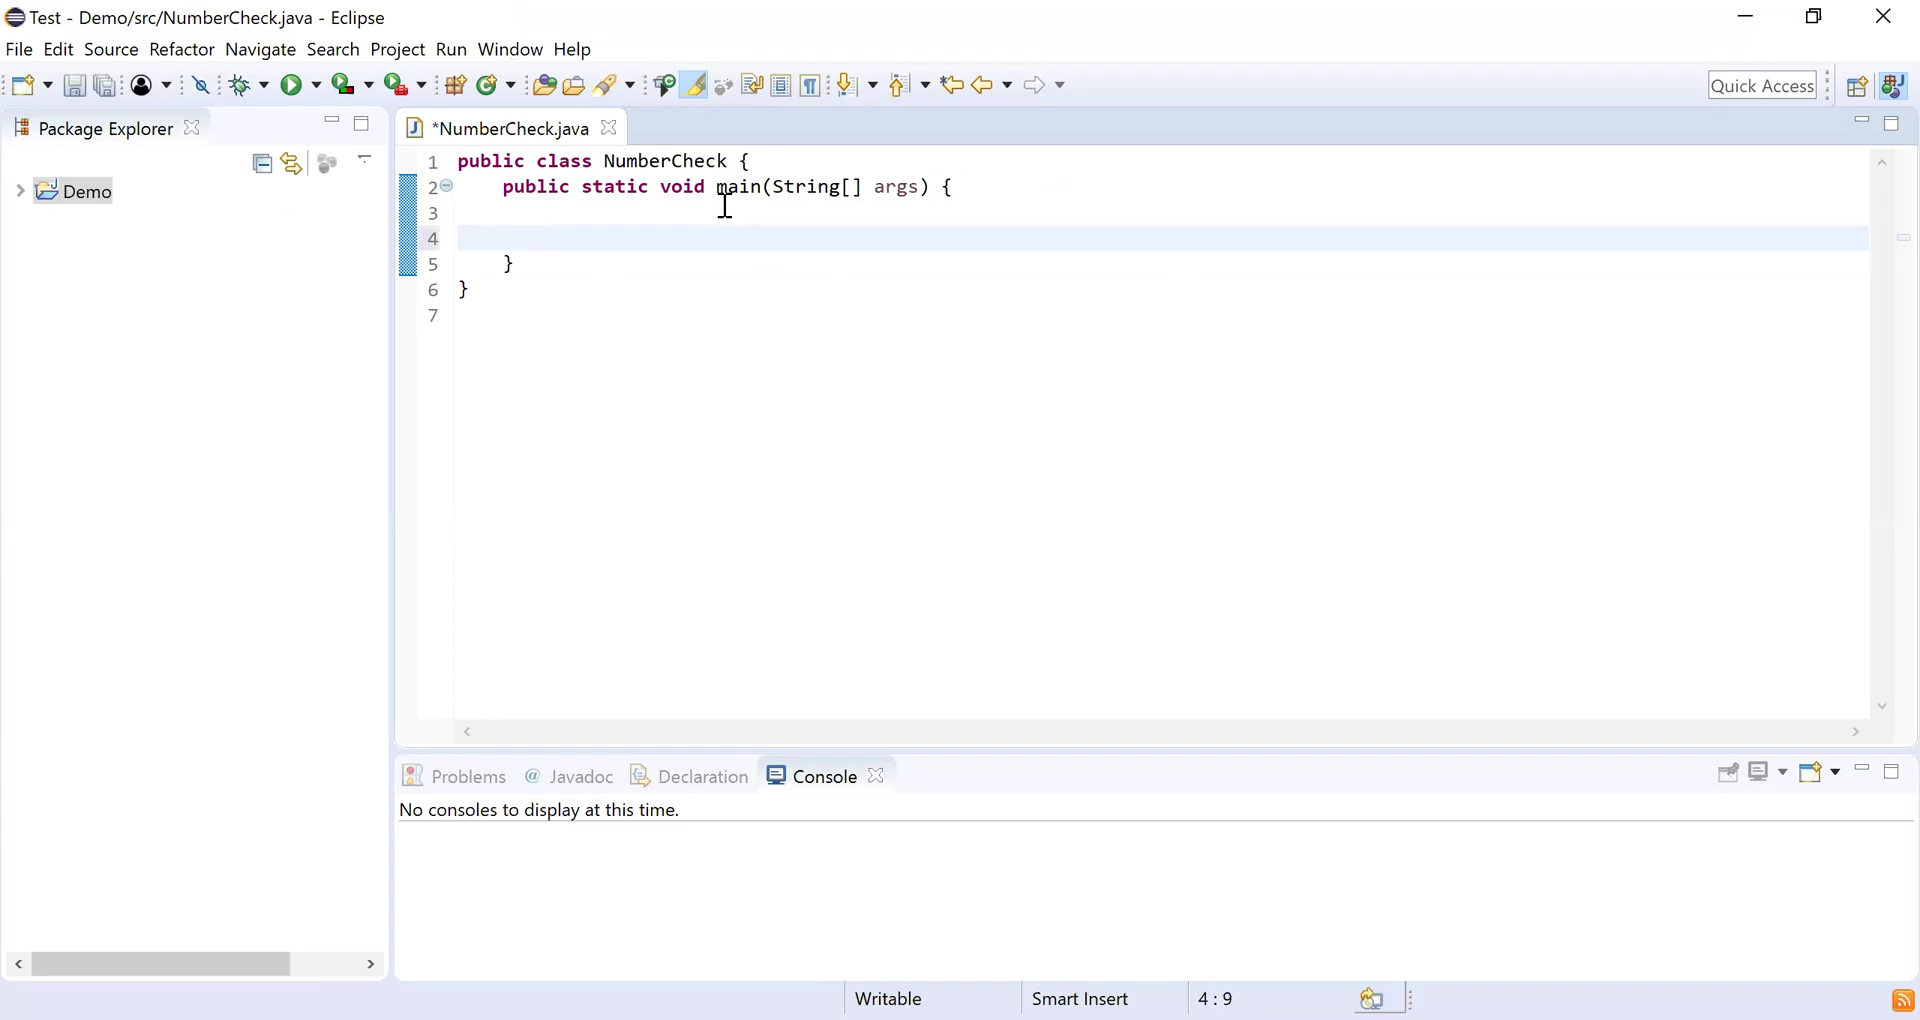 Test - Demo/src/NumberCheck.java - Eclipse
File Edit Source Refactor Navigate Search Project Run Window Help
Quick Access
Package Explorer
Demo
*NumberCheck.java
1 public class NumberCheck {
2 public static void main(String[] args) {
3
4
5 }
6 }
7
Problems @ Javadoc Declaration Console
No consoles to display at this time.
Writable Smart Insert 4 : 9